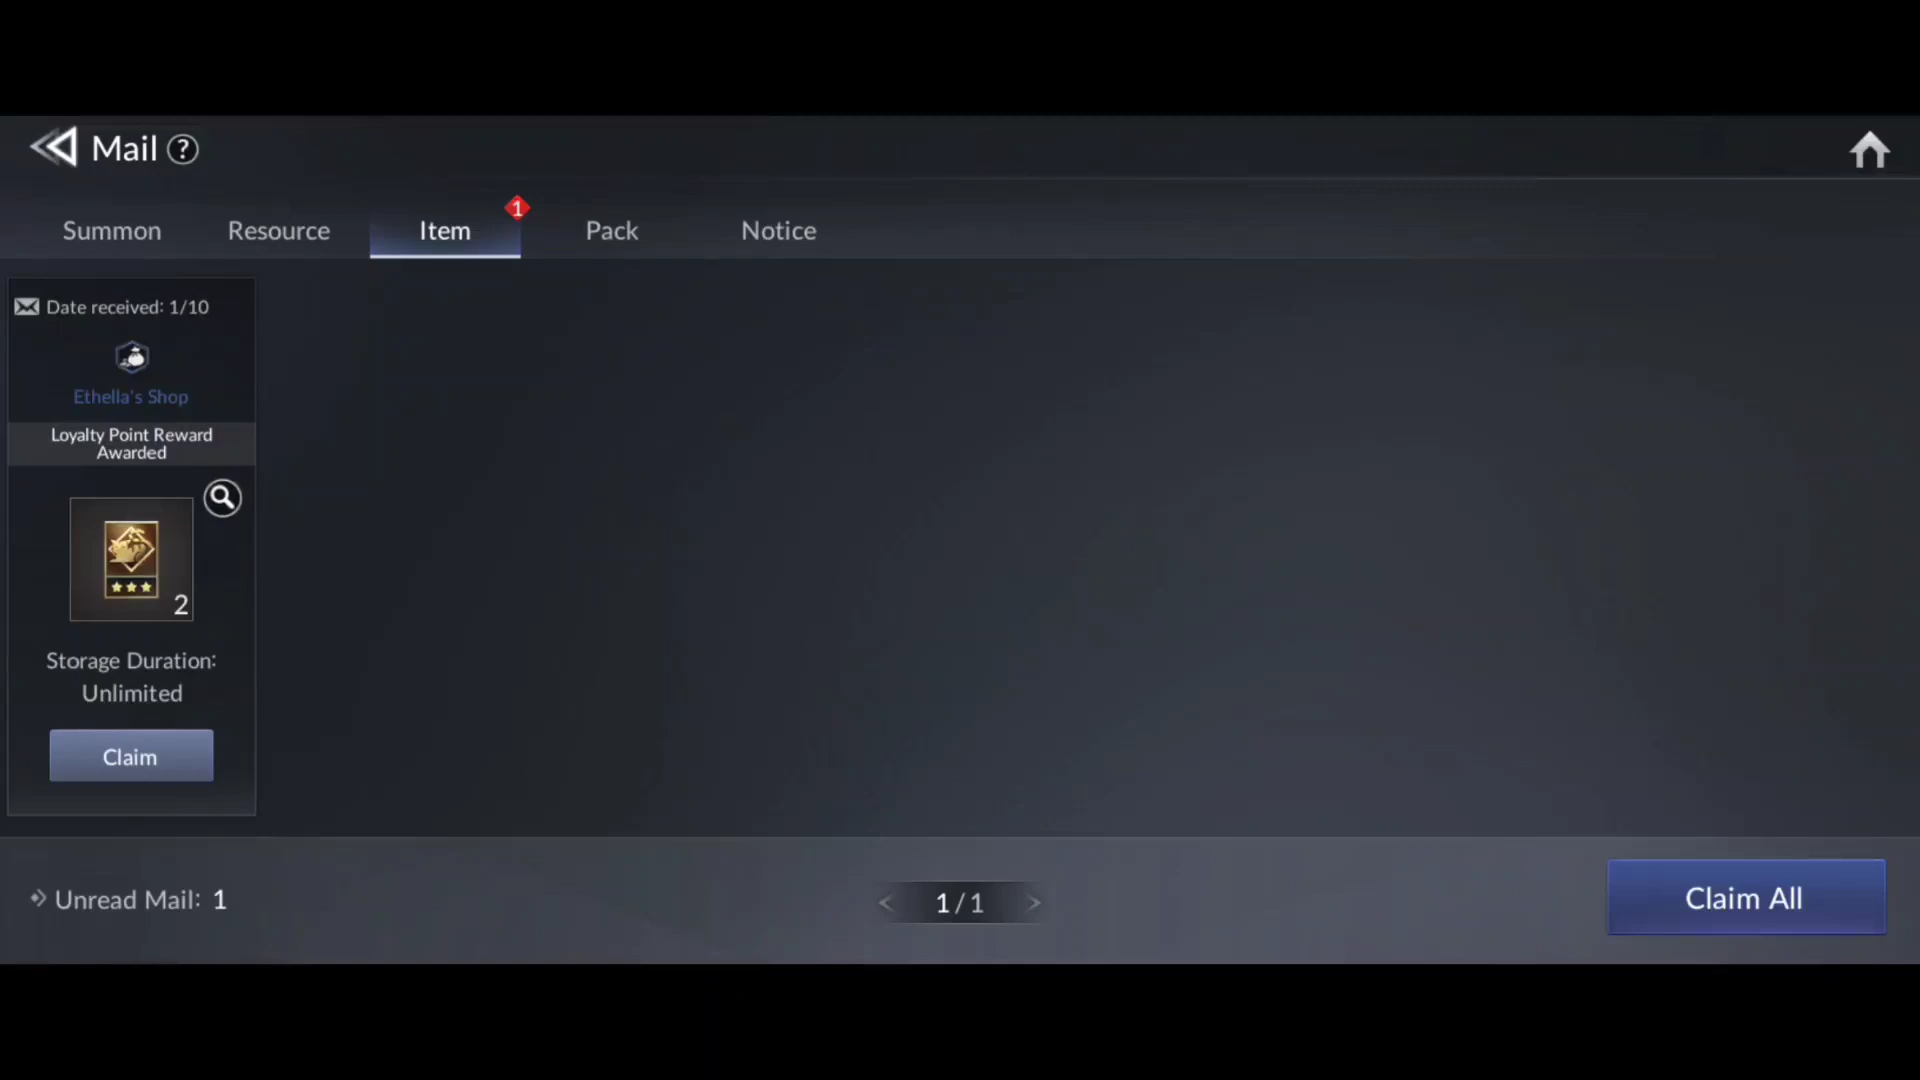 Mail ?
Summon
Resource
Item
1
Pack
Notice
Date received: 1/10
Ethella's Shop
Loyalty Point Reward
Awarded
2
Storage Duration:
Unlimited
Claim
Unread Mail: 1
< 1/1 >
Claim All